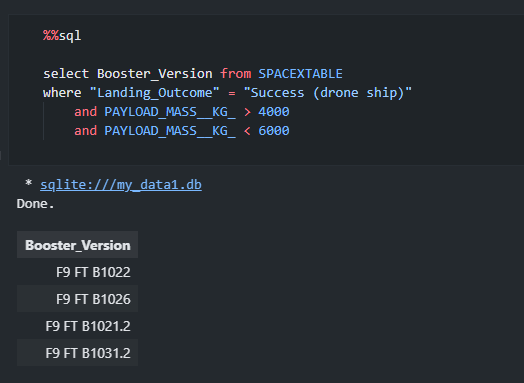 %%sql
select Booster_Version from SPACEXTABLE
where "Landing_Outcome" = "Success (drone ship)"
and PAYLOAD_MASS__KG_ > 4000
and PAYLOAD_MASS__KG_ < 6000
* sqlite:///my_data1.db
Done.
Booster_Version
F9 FT B1022
F9 FT B1026
F9 FT B1021.2
F9 FT B1031.2